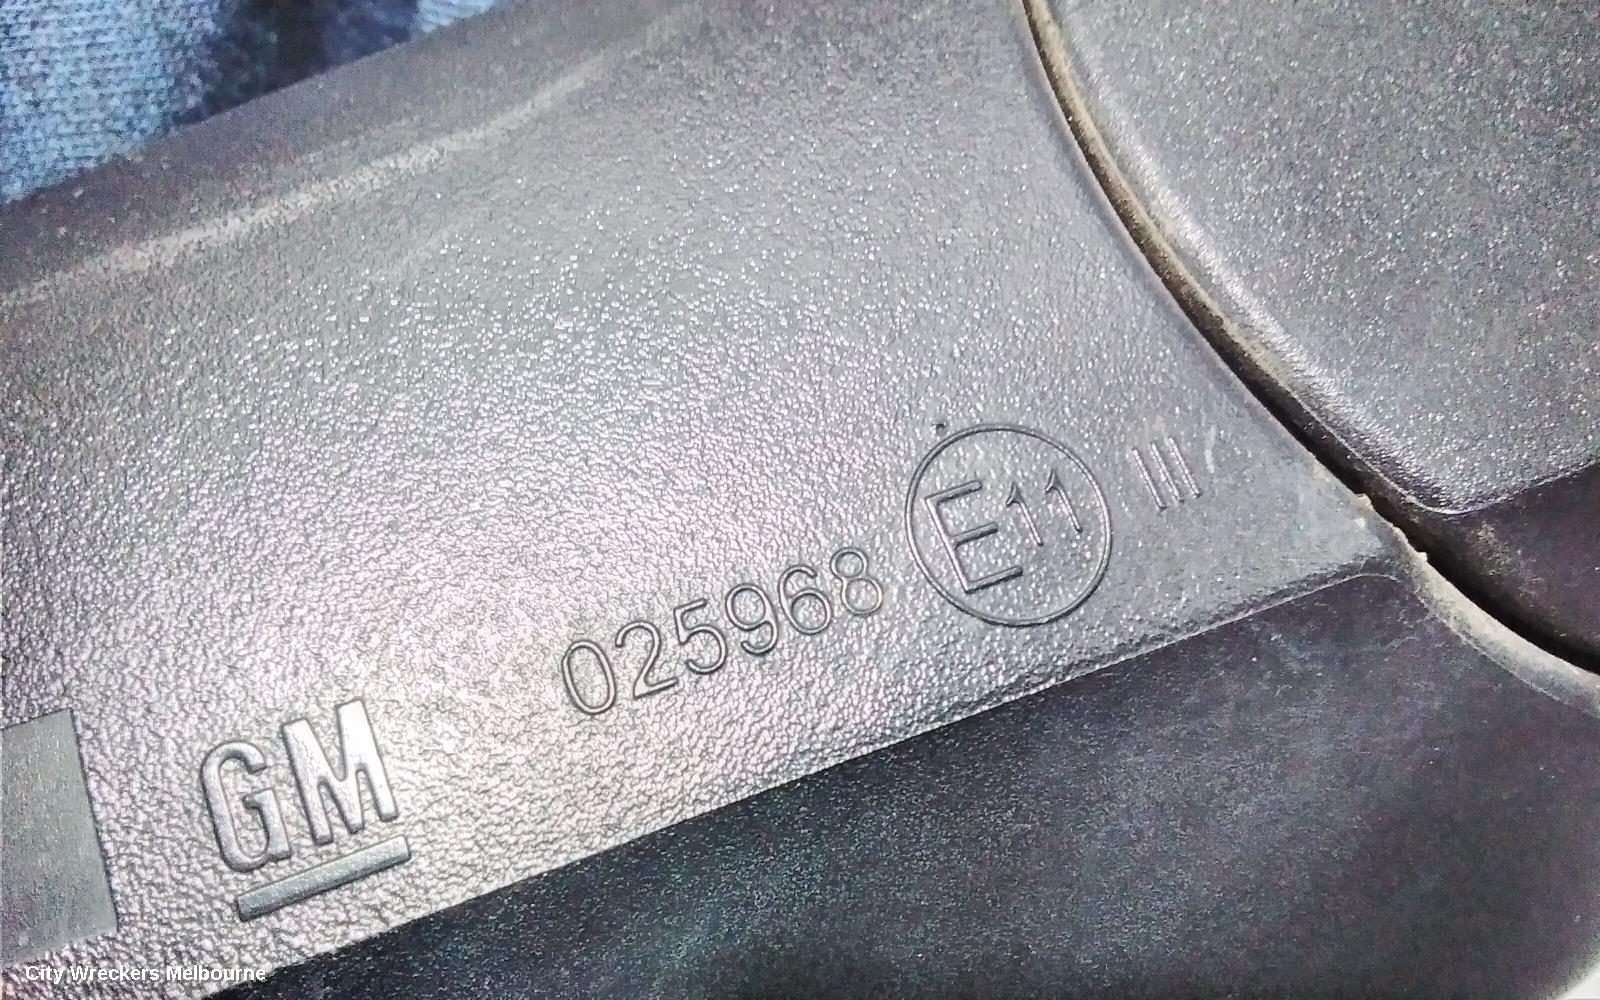 GM 025968 E11 III
City Wreckers Melbourne